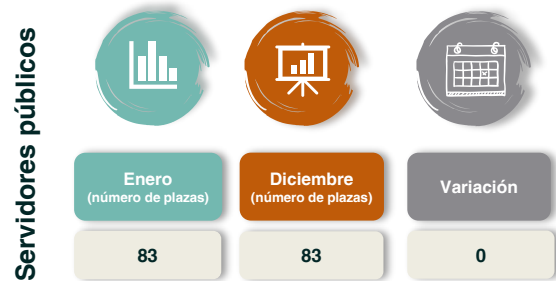 Servidores públicos
Enero
(número de plazas)
Diciembre
(número de plazas)
Variación
83
83
0